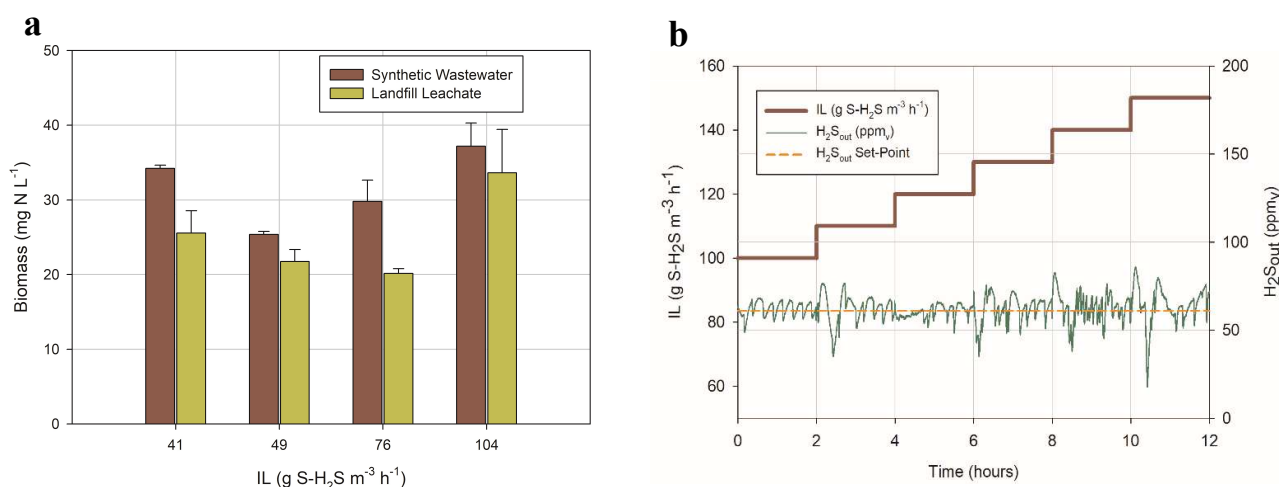 a
50
40
30
20
10
0
Biomass (mg N L⁻¹)
Synthetic Wastewater
Landfill Leachate
41 49 76 104
IL (g S-H₂S m⁻³ h⁻¹)
b
160
140
120
100
80
60
IL (g S-H₂S m⁻³ h⁻¹)
IL (g S-H₂S m⁻³ h⁻¹)
H₂Sout (ppmv)
H₂Sout Set-Point
200
150
100
50
0
H₂Sout (ppmv)
0 2 4 6 8 10 12
Time (hours)